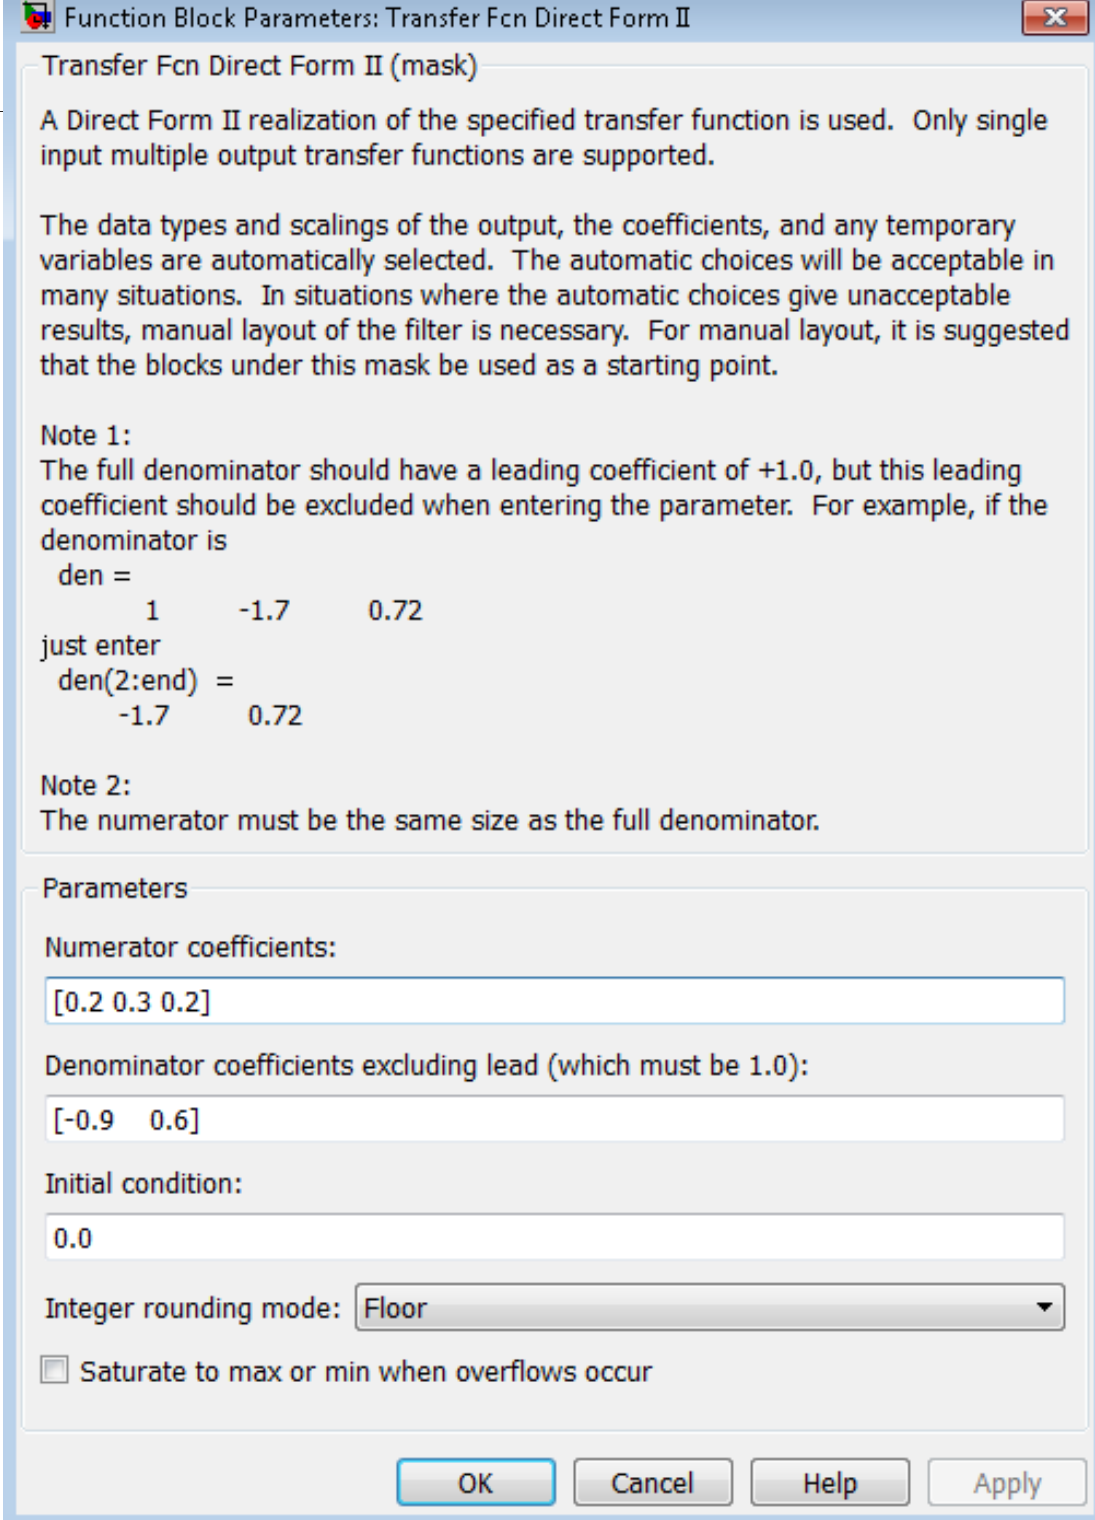 Function Block Parameters: Transfer Fcn Direct Form II
Transfer Fcn Direct Form II (mask)
A Direct Form II realization of the specified transfer function is used.  Only single
input multiple output transfer functions are supported.
The data types and scalings of the output, the coefficients, and any temporary
variables are automatically selected.  The automatic choices will be acceptable in
many situations.  In situations where the automatic choices give unacceptable
results, manual layout of the filter is necessary.  For manual layout, it is suggested
that the blocks under this mask be used as a starting point.
Note 1:
The full denominator should have a leading coefficient of +1.0, but this leading
coefficient should be excluded when entering the parameter.  For example, if the
denominator is
den =
1 -1.7 0.72
just enter
den(2:end) =
-1.7 0.72
Note 2:
The numerator must be the same size as the full denominator.
Parameters
Numerator coefficients:
[0.2 0.3 0.2]
Denominator coefficients excluding lead (which must be 1.0):
[-0.9 0.6]
Initial condition:
0.0
Integer rounding mode: Floor
Saturate to max or min when overflows occur
OK Cancel Help Apply